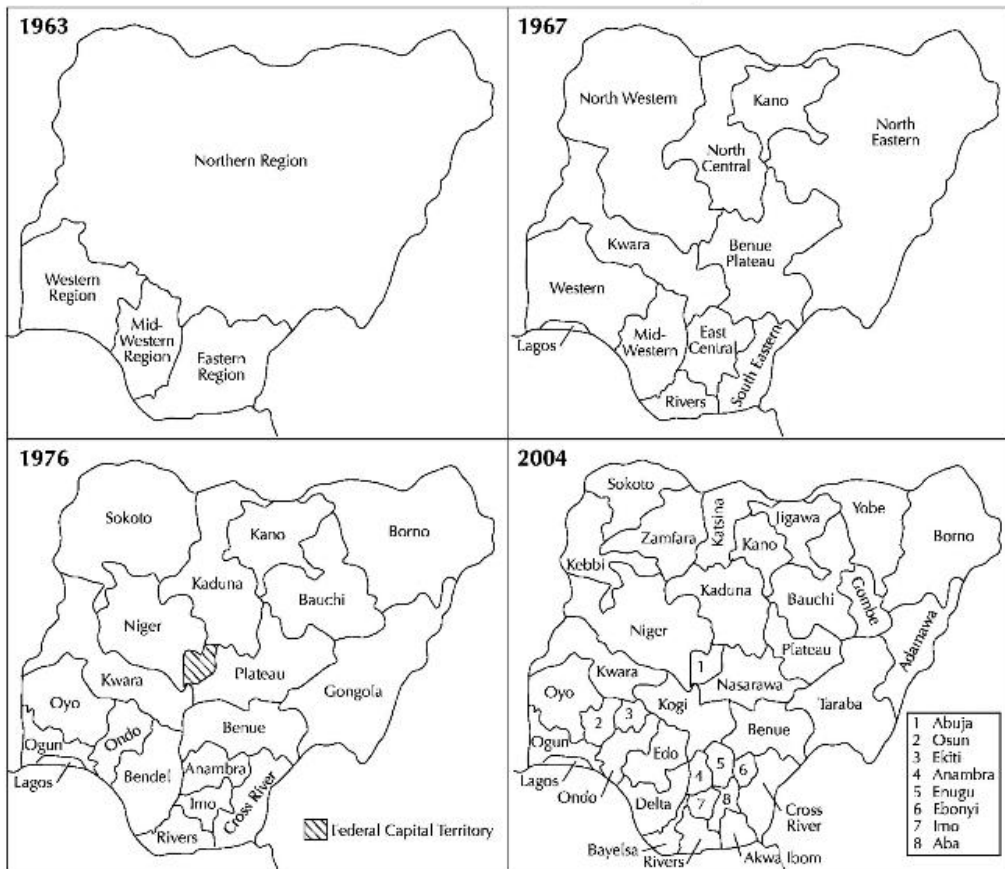 1963
Northern Region
Western
Region
Mid-
Western
Region
Eastern
Region
1967
North Western
Kano
North
Eastern
North
Central
Kwara
Benue
Plateau
Western
Mid-
Western
East
Central
South Eastern
Lagos
Rivers
1976
Sokoto
Kano
Borno
Kaduna
Bauchi
Niger
Plateau
Kwara
Gongola
Oyo
Ondo
Benue
Ogun
Anambra
Bendel
Lagos
Imo
Cross River
Rivers
Federal Capital Territory
2004
Sokoto
Katsina
Yobe
Jigawa
Zamfara
Kano
Borno
Kebbi
Kaduna
Bauchi
Gombe
Adamawa
Niger
Plateau
1
Kwara
Nasarawa
Oyo
Kogi
Taraba
2
3
Ogun
Edo
Benue
Lagos
4
5
6
Ondo
Delta
7
8
Cross
River
Bayelsa
Rivers
Akwa Ibom
1 Abuja
2 Osun
3 Ekiti
4 Anambra
5 Enugu
6 Ebonyi
7 Imo
8 Aba